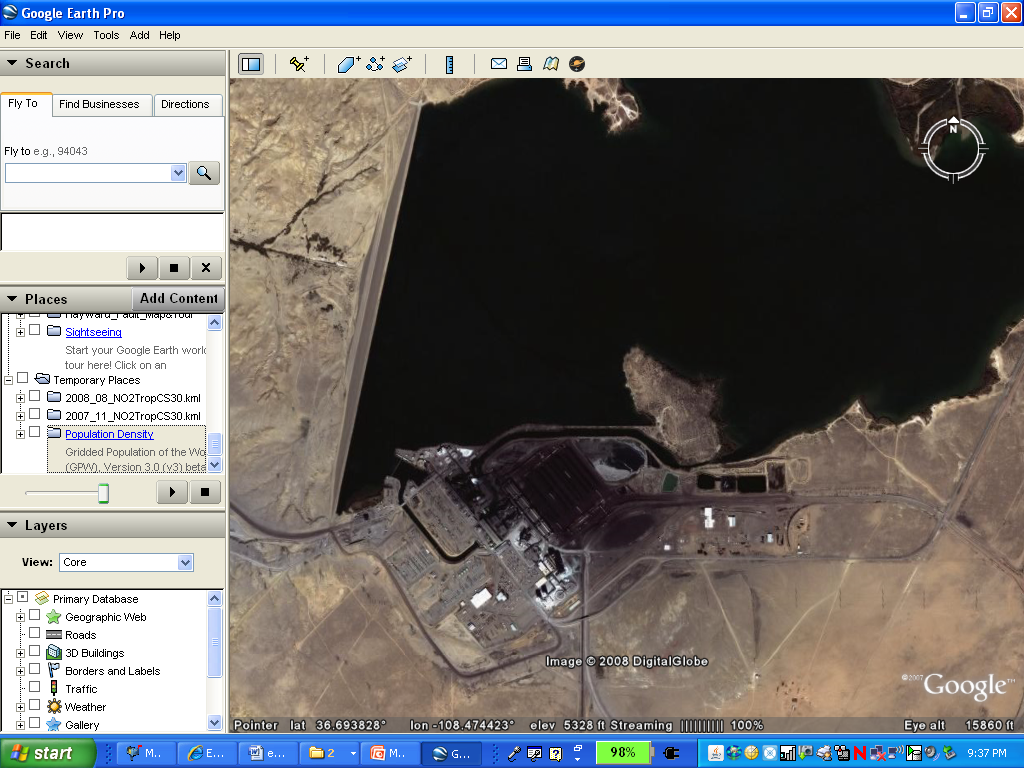 Google Earth Pro
File Edit View Tools Add Help
Search
Fly To Find Businesses Directions
Fly to e.g., 94043
Places Add Content
Hayward_Fault_Map&Tour
Sightseeing
Start your Google Earth world
tour here! Click on an
Temporary Places
2008_08_NO2TropCS30.kml
2007_11_NO2TropCS30.kml
Population Density
Gridded Population of the Wo
(GPW), Version 3.0 (v3) beta
Layers
View: Core
Primary Database
Geographic Web
Roads
3D Buildings
Borders and Labels
Traffic
Weather
Gallery
N
Image © 2008 DigitalGlobe
©2007 Google™
Pointer lat 36.693828° lon -108.474423° elev 5328 ft Streaming |||||||||| 100% Eye alt 15860 ft
start M... E... e... 2 M... G... 98% 9:37 PM